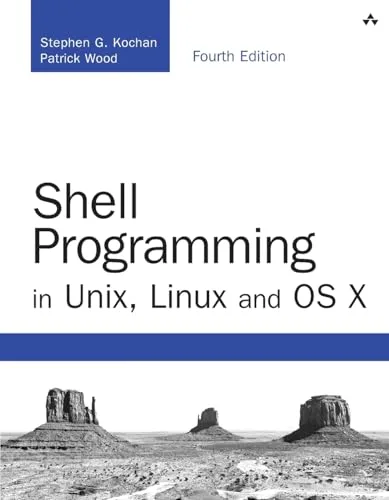 Stephen G. Kochan
Patrick Wood
Fourth Edition
Shell
Programming
in Unix, Linux and OS X